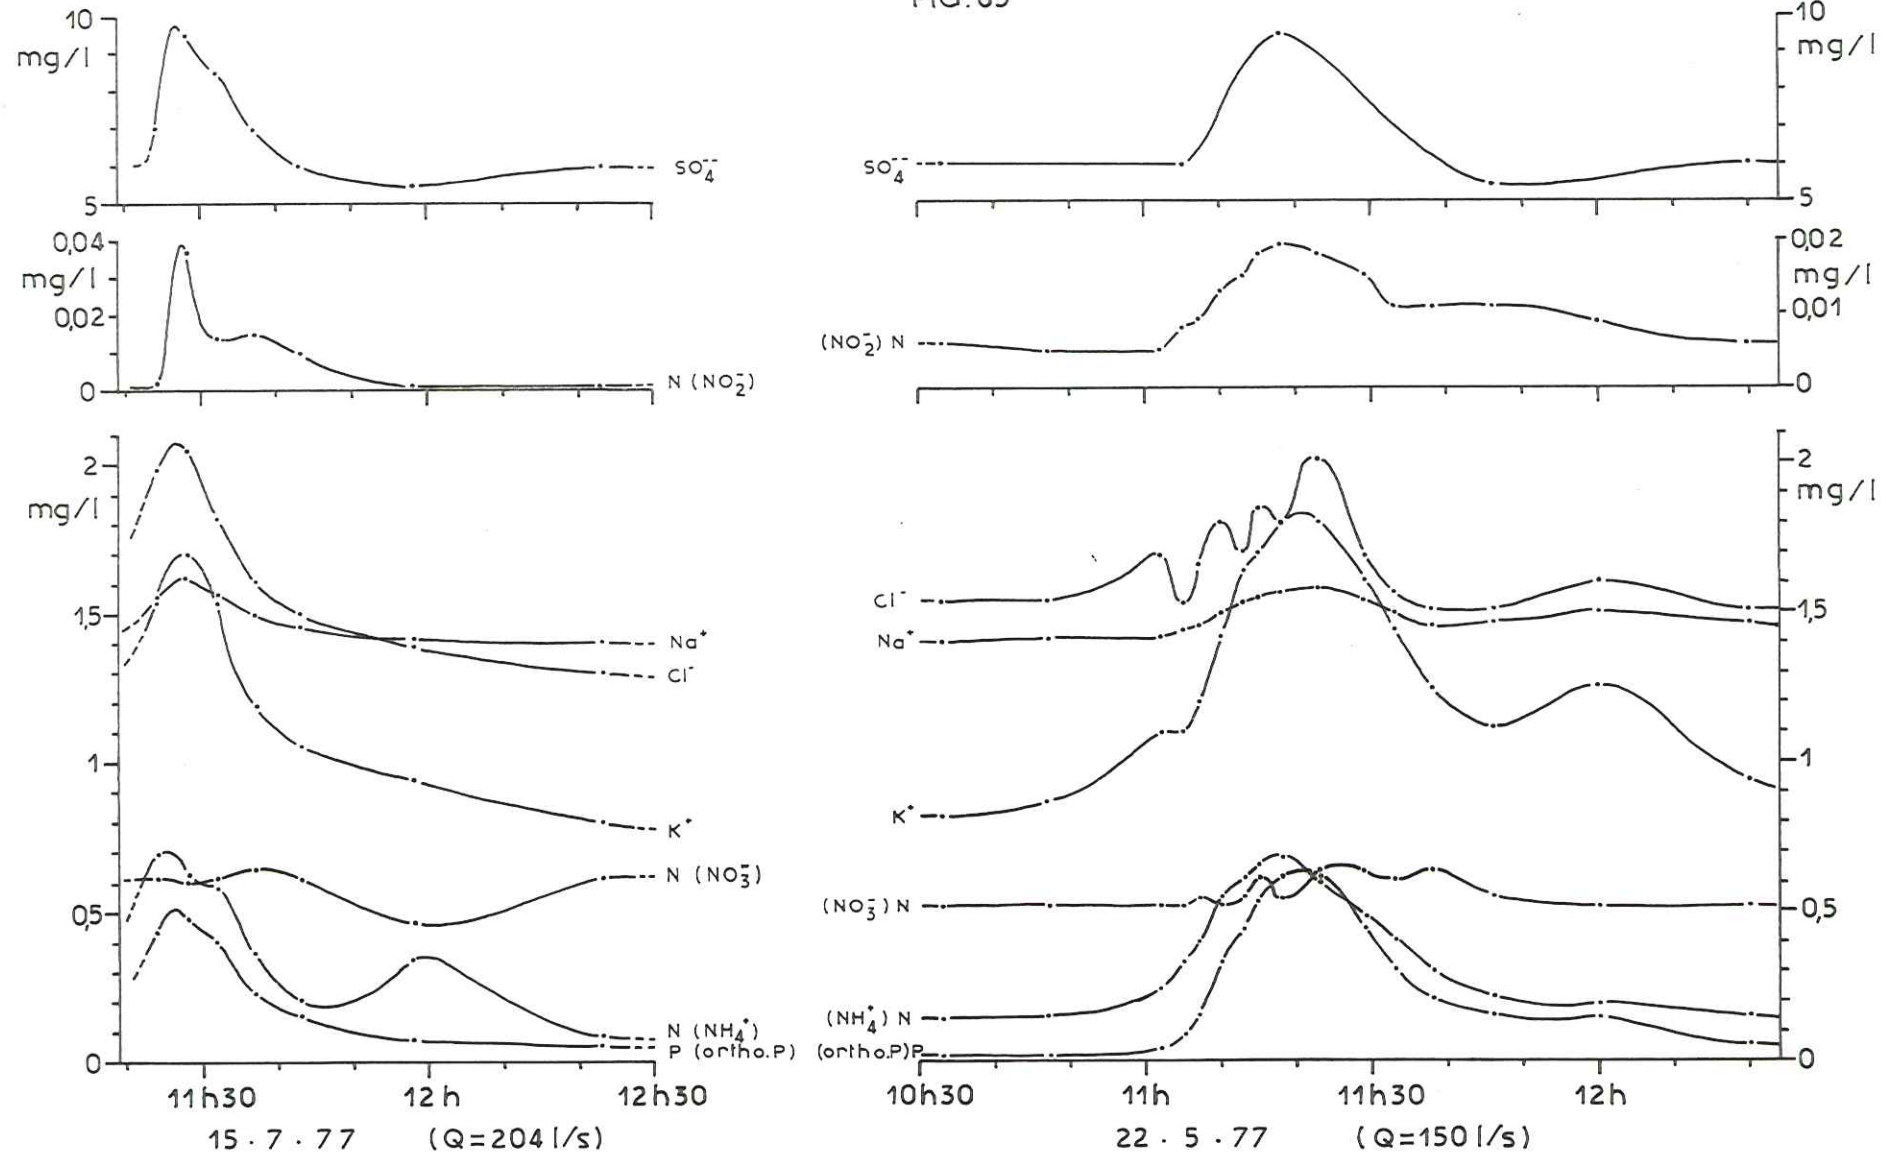 FIG. 89
10
mg/l
5
SO₄⁻⁻
0,04
mg/l
0,02
0
N (NO₂⁻)
2
mg/l
1,5
1
0,5
0
Na⁺
Cl⁻
K⁺
N (NO₃⁻)
N (NH₄⁺)
P (ortho.P)
11h30 12h 12h30
15.7.77 (Q=204 l/s)
10
mg/l
5
SO₄⁻⁻
0,02
mg/l
0,01
0
(NO₂⁻) N
2
mg/l
1,5
1
0,5
0
Cl⁻
Na⁺
K⁺
(NO₃⁻) N
(NH₄⁺) N
(ortho.P) P
10h30 11h 11h30 12h
22.5.77 (Q=150 l/s)